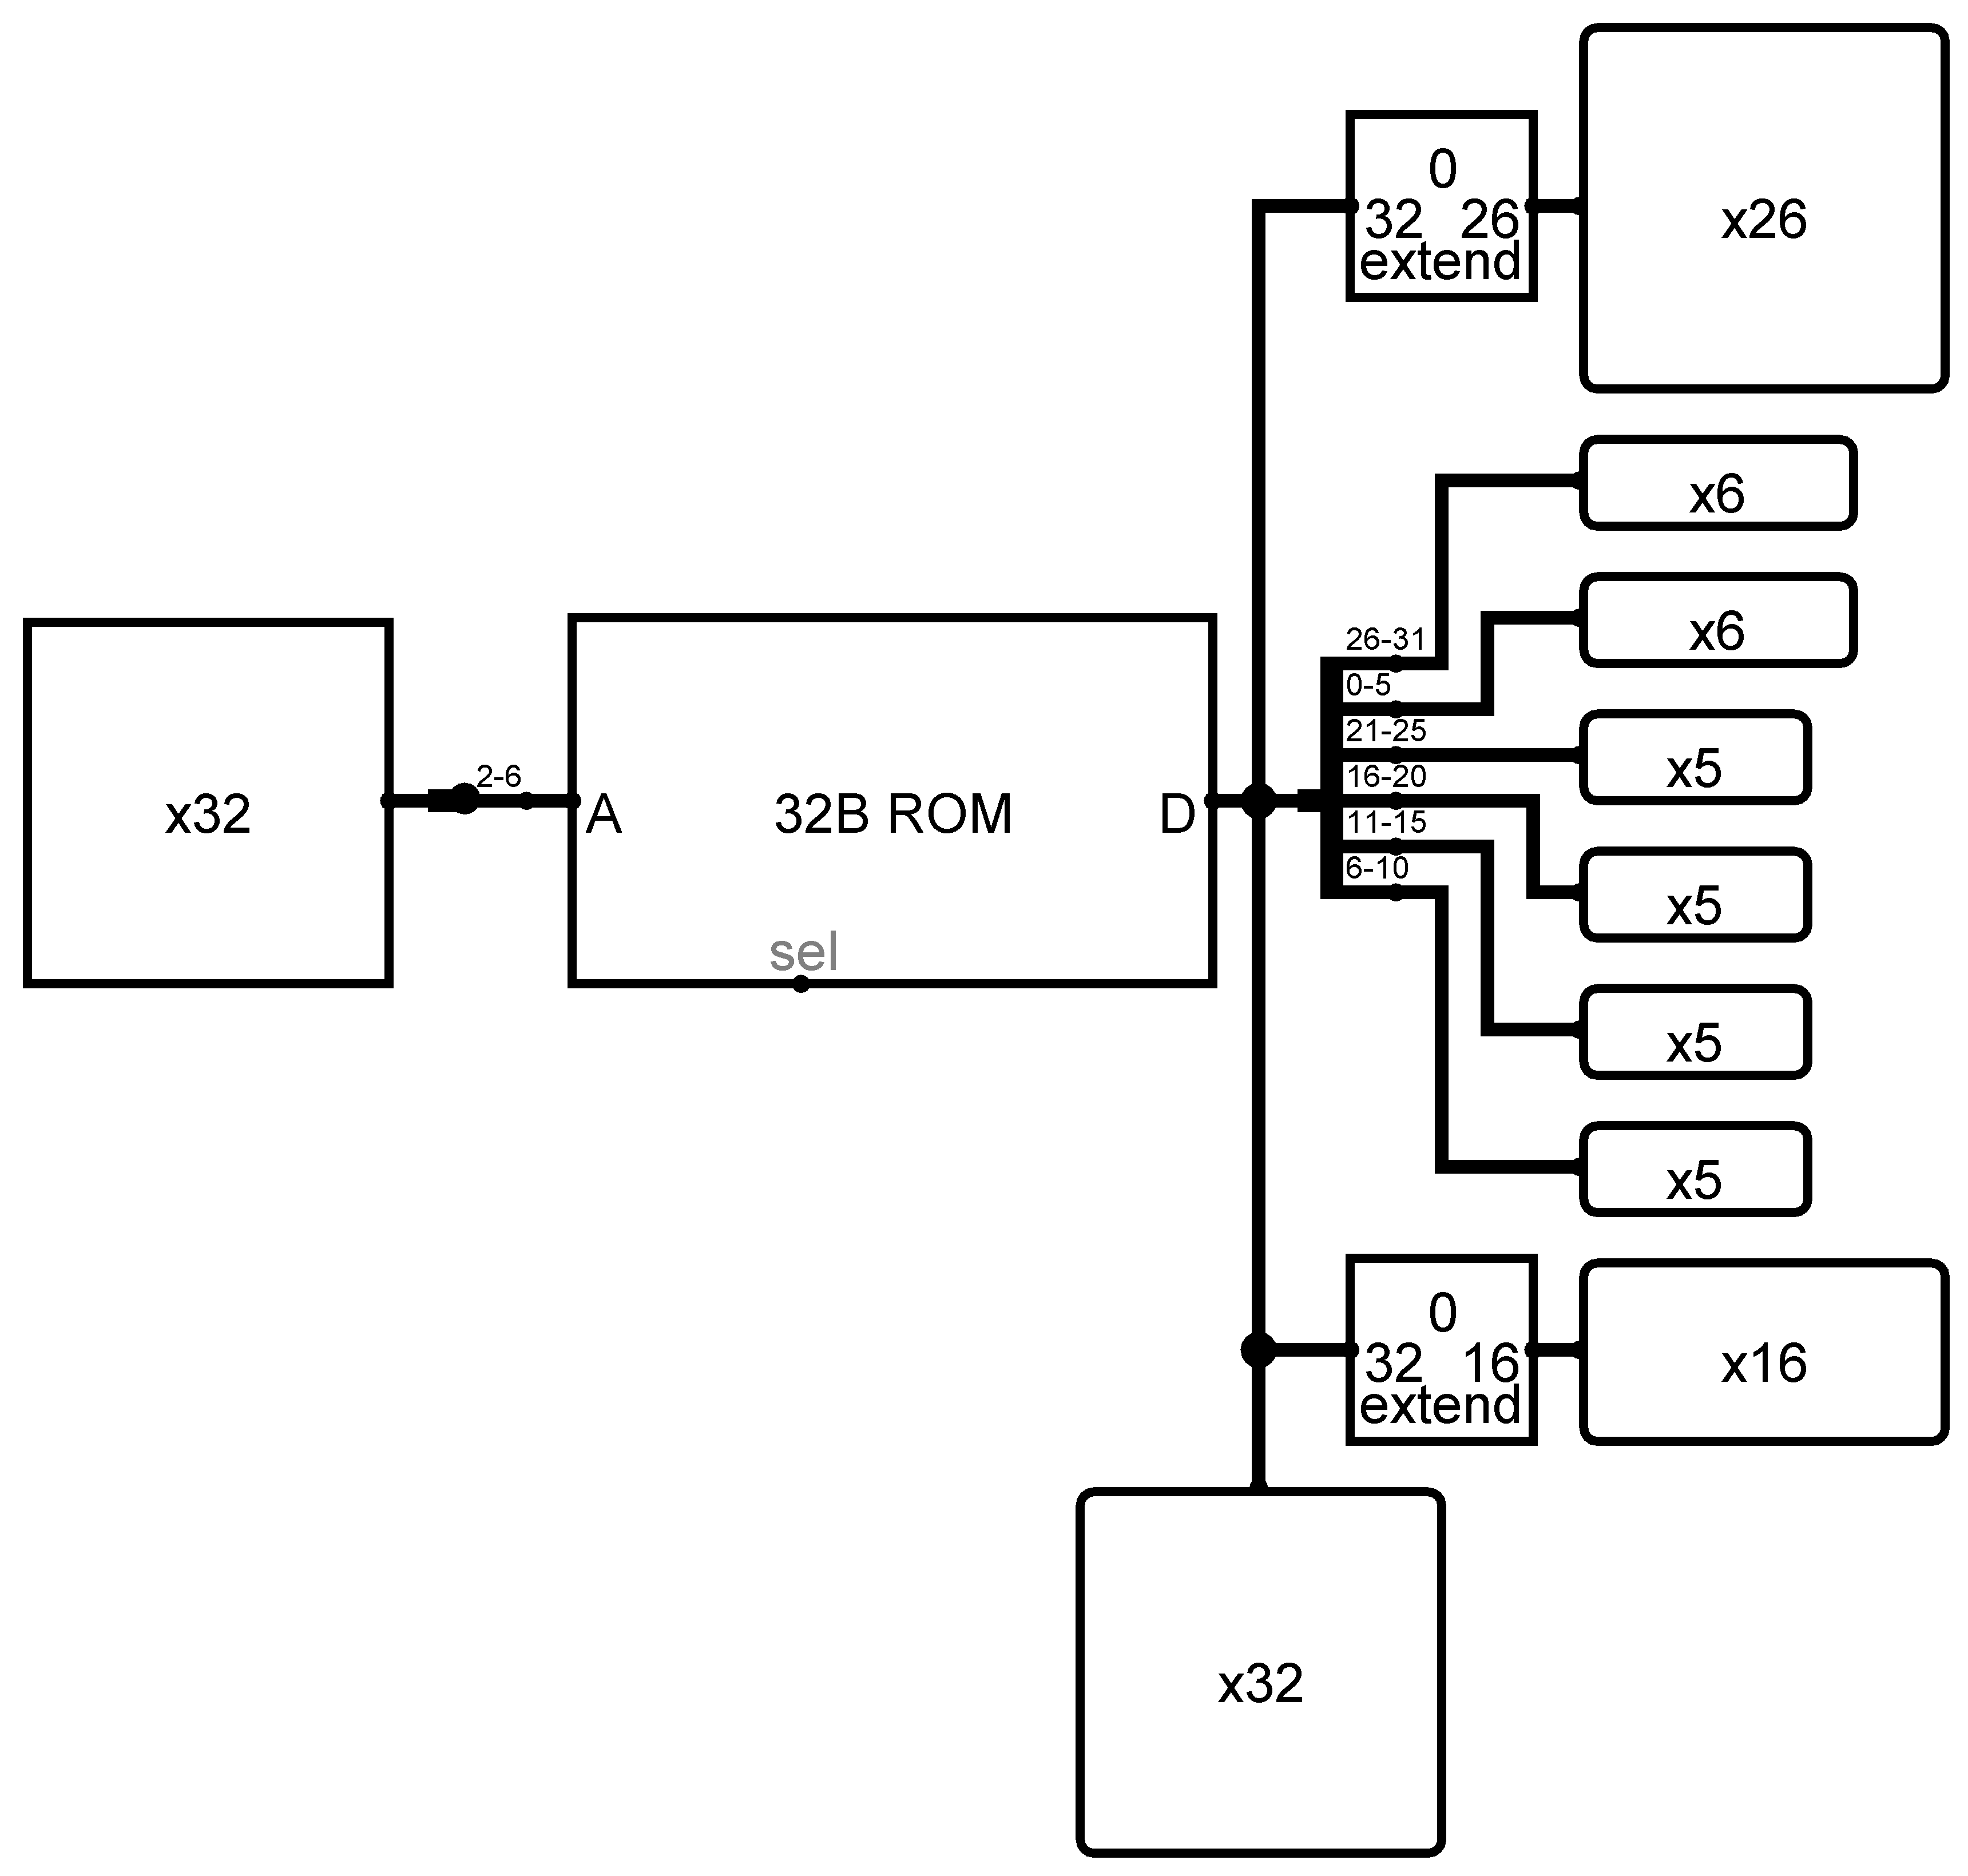 0
32 26
extend
x26
x6
x6
26-31
0-5
21-25
x5
16-20
2-6
x32
A 32B ROM D
11-15
6-10
x5
sel
x5
x5
0
32 16
extend
x16
x32